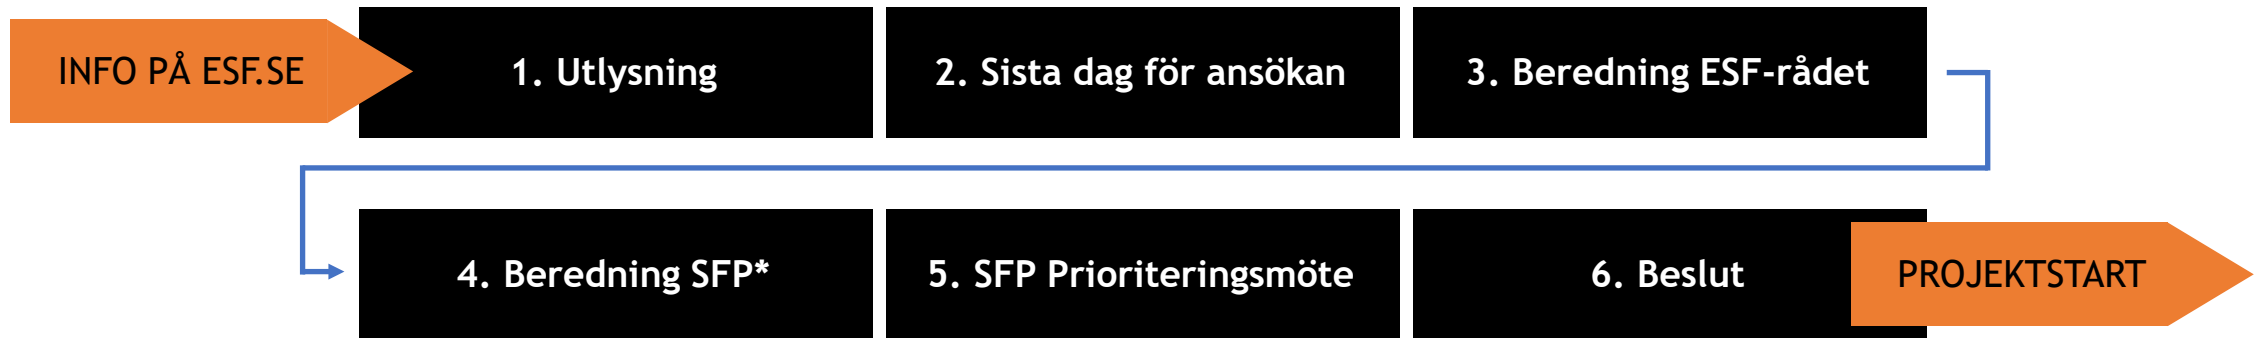 INFO PÅ ESF.SE
1. Utlysning
2. Sista dag för ansökan
3. Beredning ESF-rådet
4. Beredning SFP*
5. SFP Prioriteringsmöte
6. Beslut
PROJEKTSTART